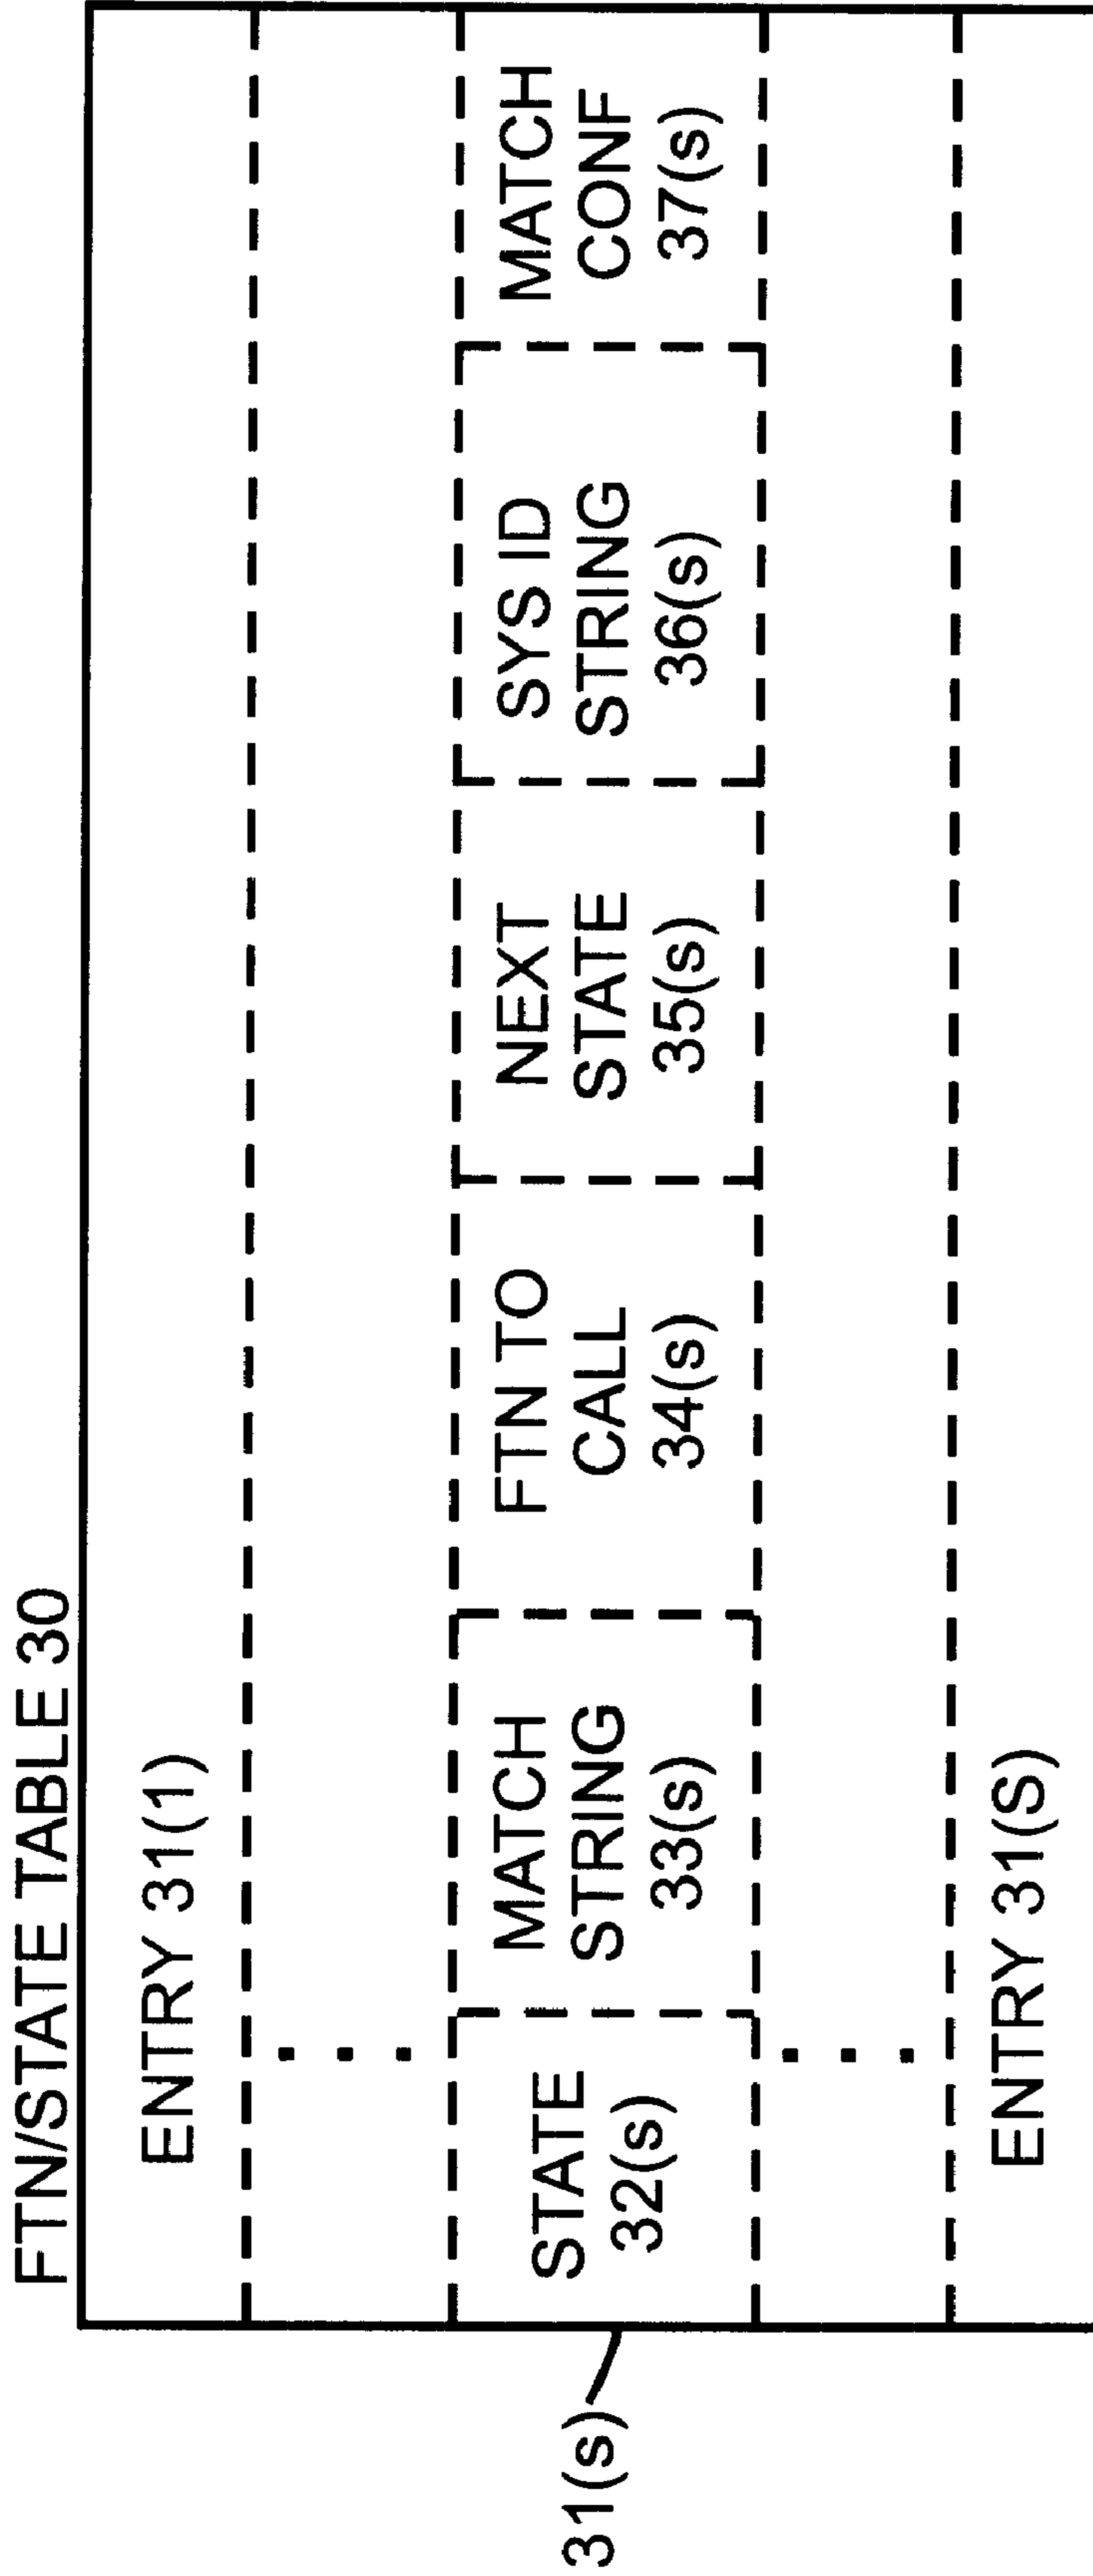 FTN/STATE TABLE 30
ENTRY 31(1)
31(s)
STATE
32(s)
MATCH
STRING
33(s)
FTN TO
CALL
34(s)
NEXT
STATE
35(s)
SYS ID
STRING
36(s)
MATCH
CONF
37(s)
ENTRY 31(S)